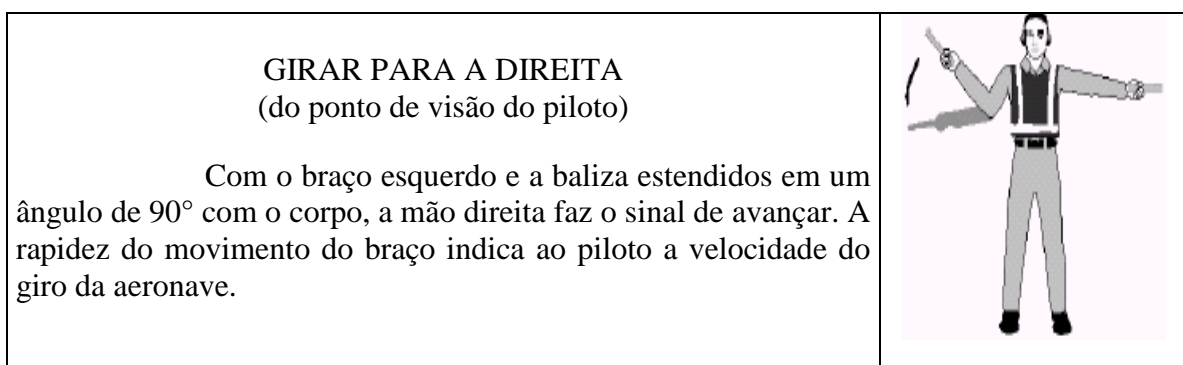 GIRAR PARA A DIREITA
(do ponto de visão do piloto)
Com o braço esquerdo e a baliza estendidos em um
ângulo de 90° com o corpo, a mão direita faz o sinal de avançar. A
rapidez do movimento do braço indica ao piloto a velocidade do
giro da aeronave.